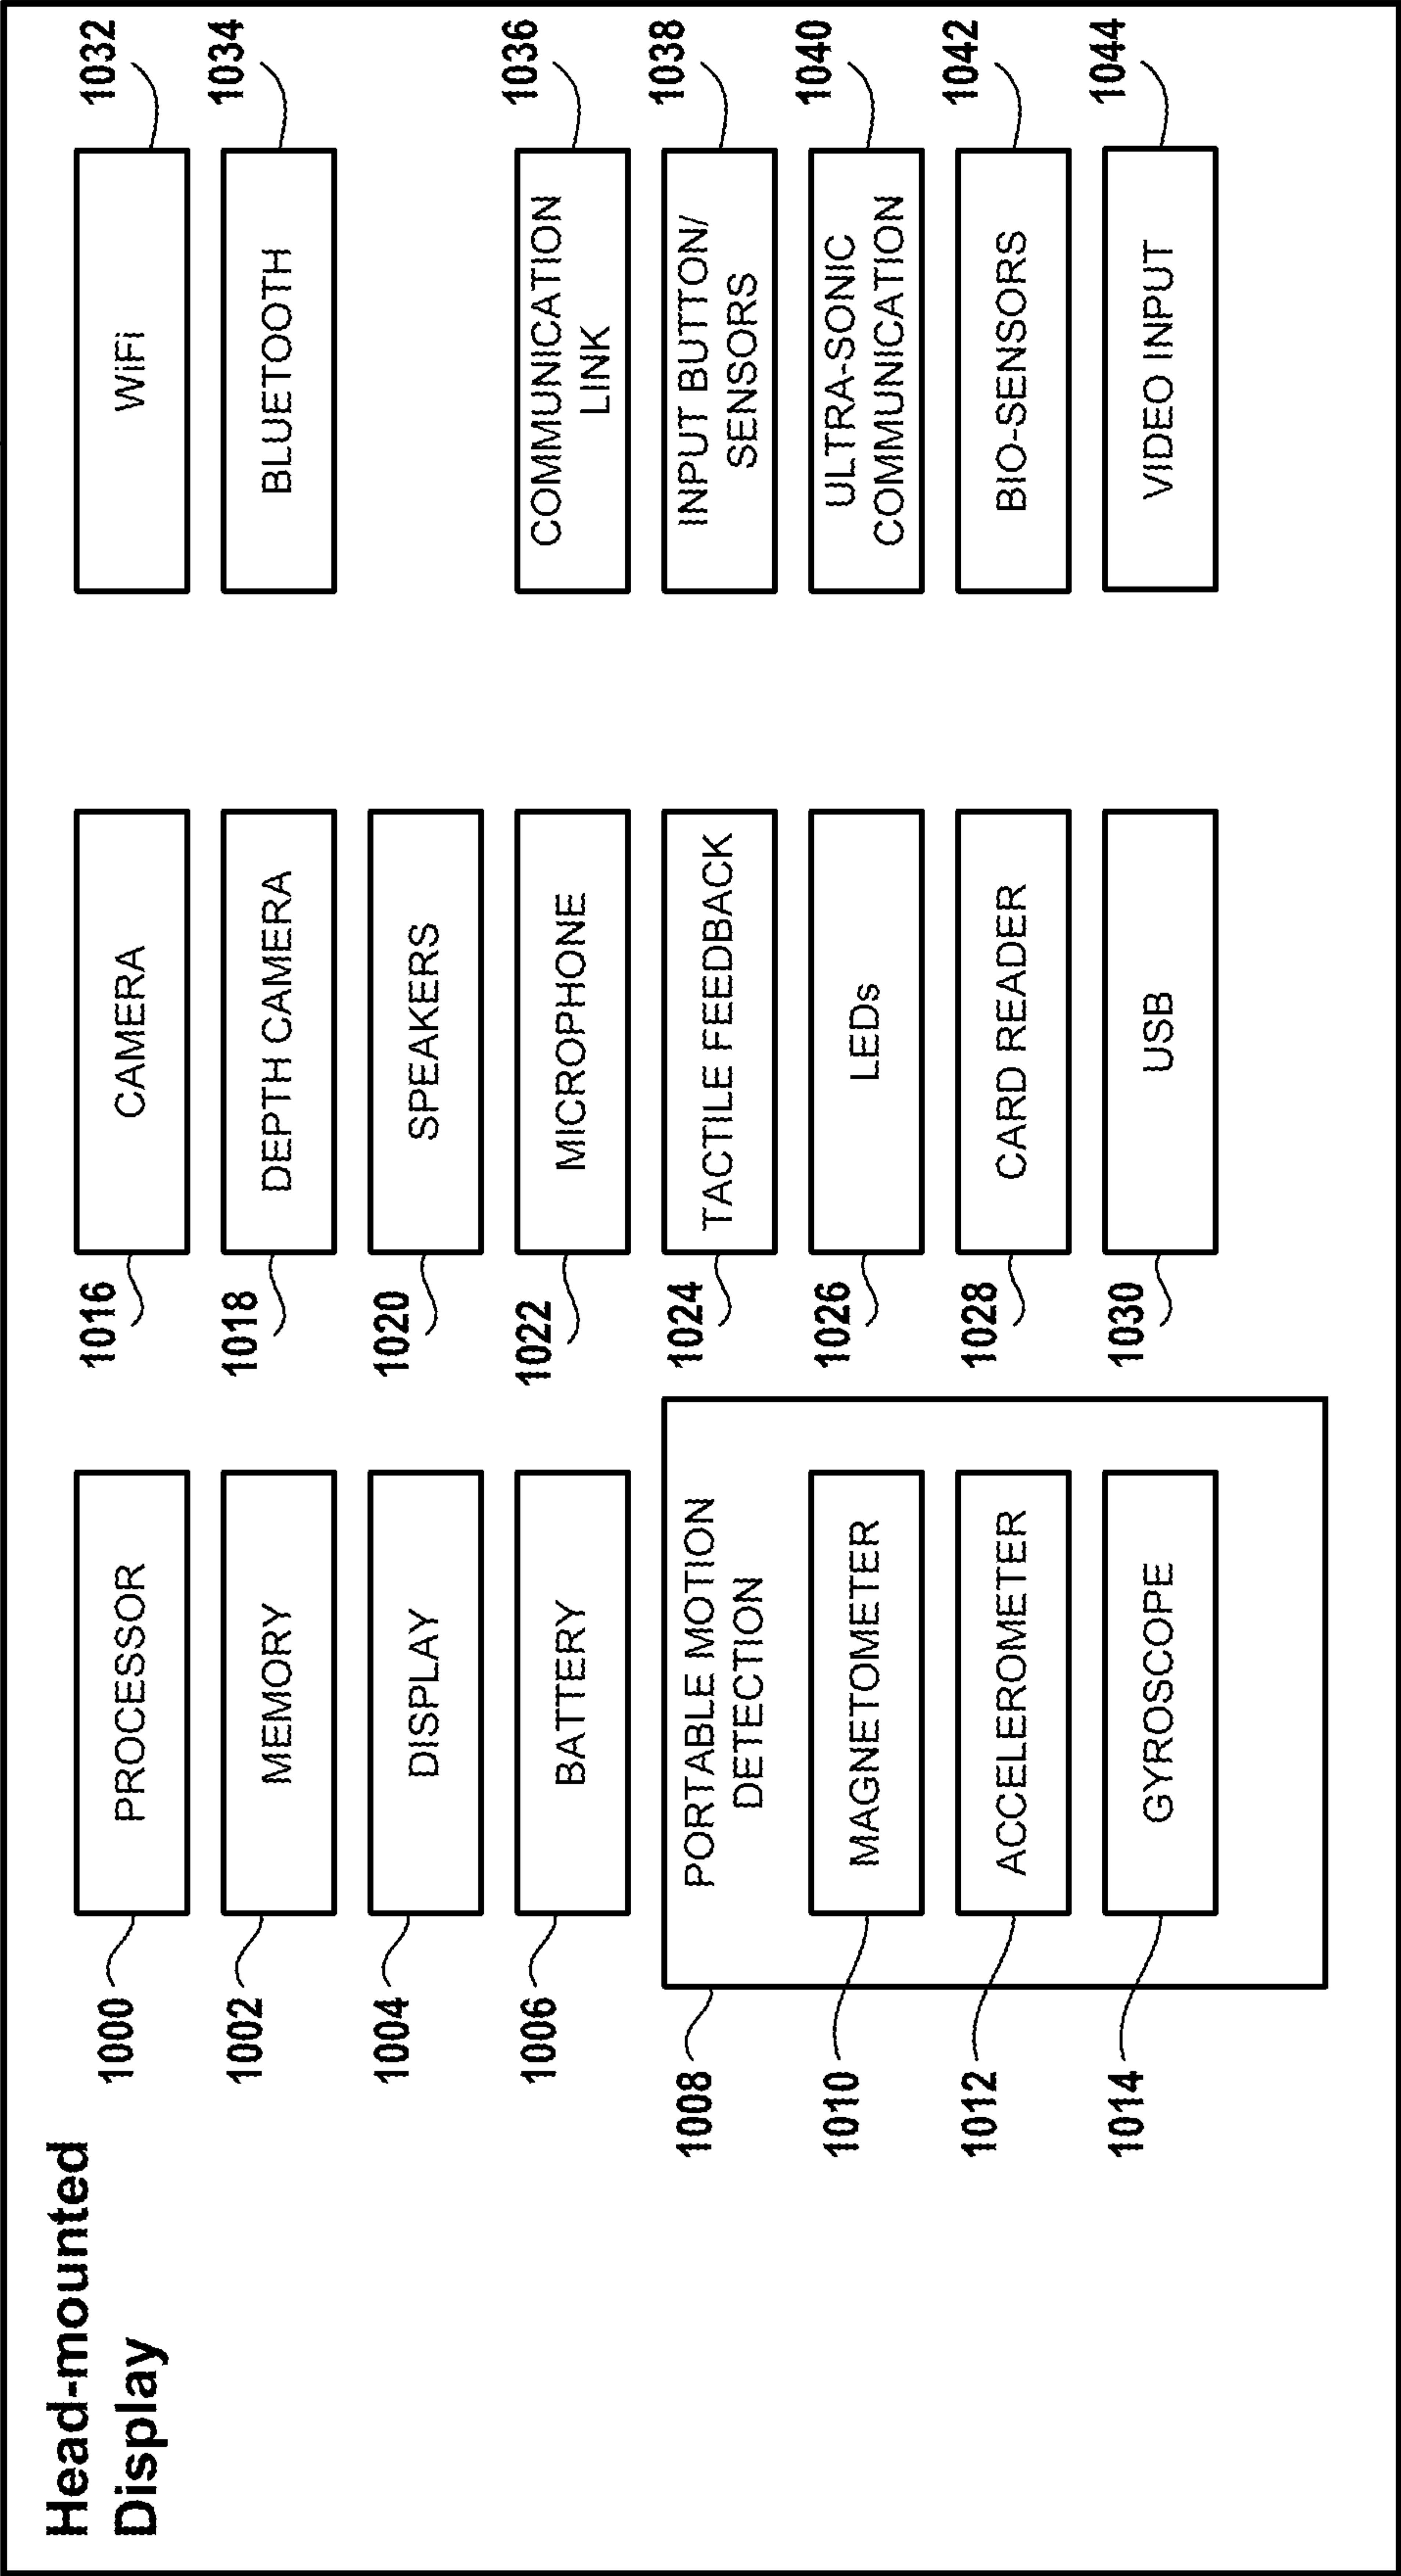 Head-mounted
Display
1000
PROCESSOR
1002
MEMORY
1004
DISPLAY
1006
BATTERY
1008
PORTABLE MOTION
DETECTION
1010
MAGNETOMETER
1012
ACCELEROMETER
1014
GYROSCOPE
1016
CAMERA
1018
DEPTH CAMERA
1020
SPEAKERS
1022
MICROPHONE
1024
TACTILE FEEDBACK
1026
LEDs
1028
CARD READER
1030
USB
WiFi
1032
BLUETOOTH
1034
COMMUNICATION
LINK
1036
INPUT BUTTON/
SENSORS
1038
ULTRA-SONIC
COMMUNICATION
1040
BIO-SENSORS
1042
VIDEO INPUT
1044